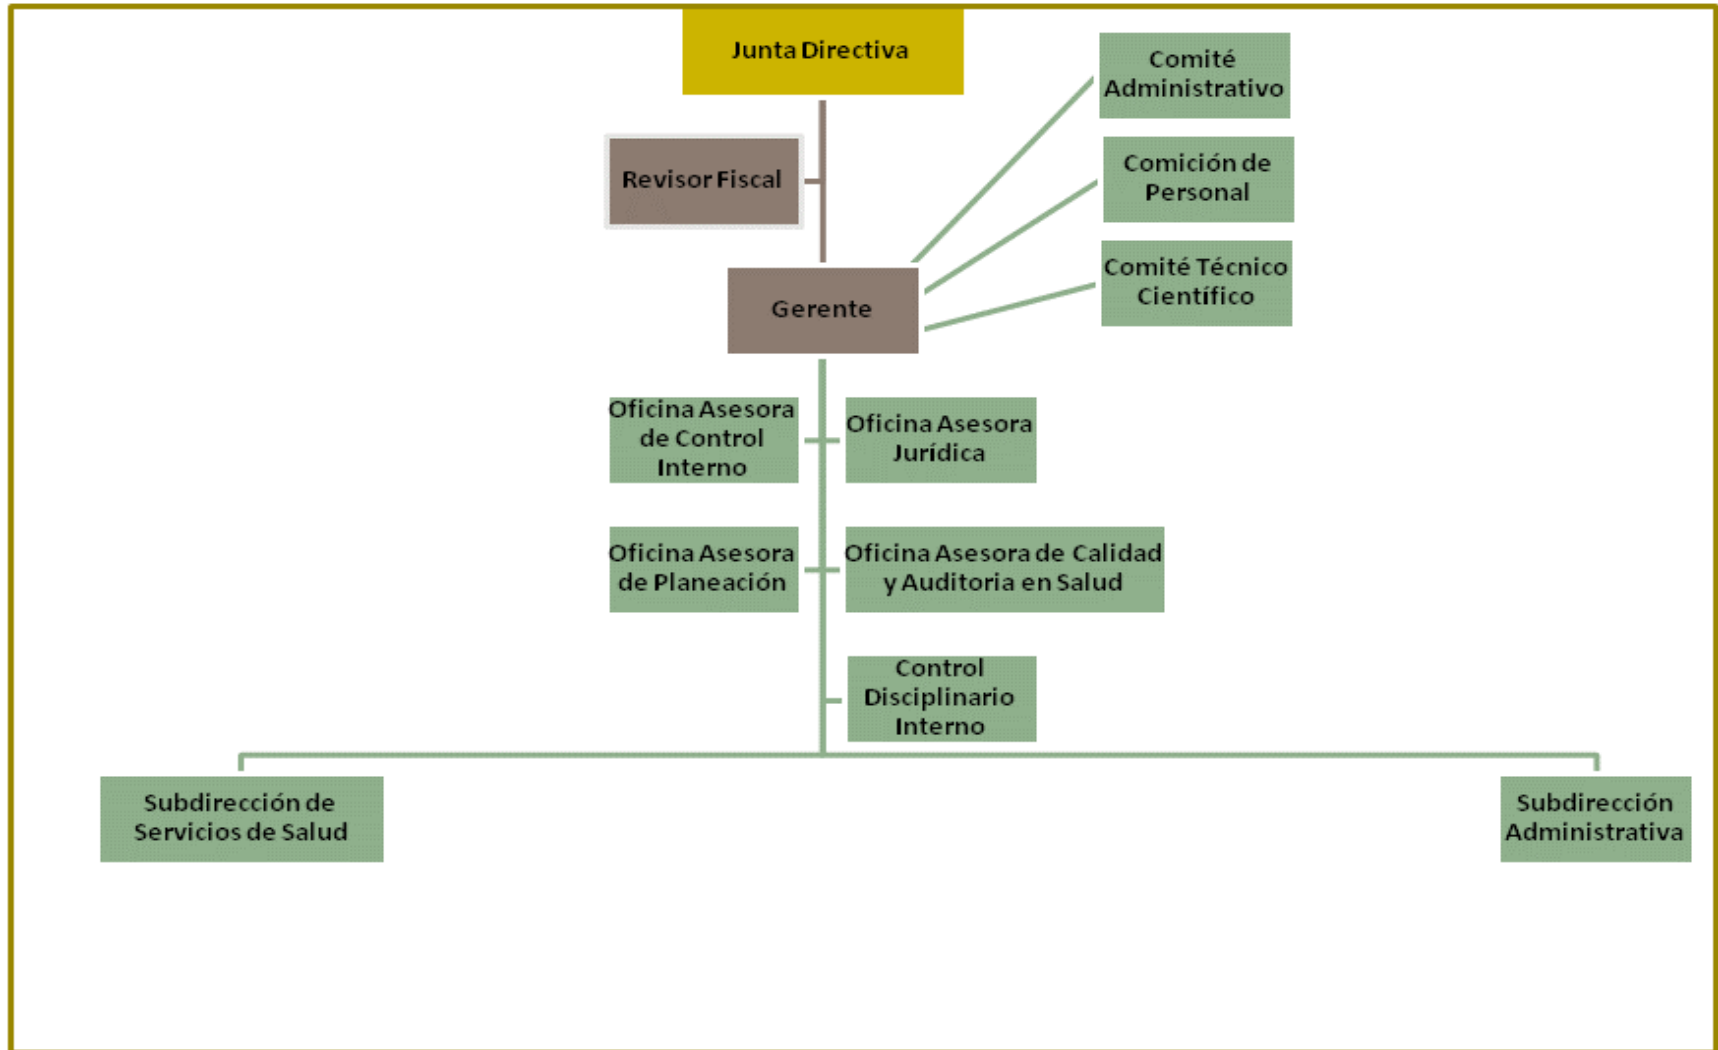 Junta Directiva
Comité
Administrativo
Revisor Fiscal
Comición de
Personal
Comité Técnico
Científico
Gerente
Oficina Asesora
de Control
Interno
Oficina Asesora
Jurídica
Oficina Asesora
de Planeación
Oficina Asesora de Calidad
y Auditoria en Salud
Control
Disciplinario
Interno
Subdirección de
Servicios de Salud
Subdirección
Administrativa